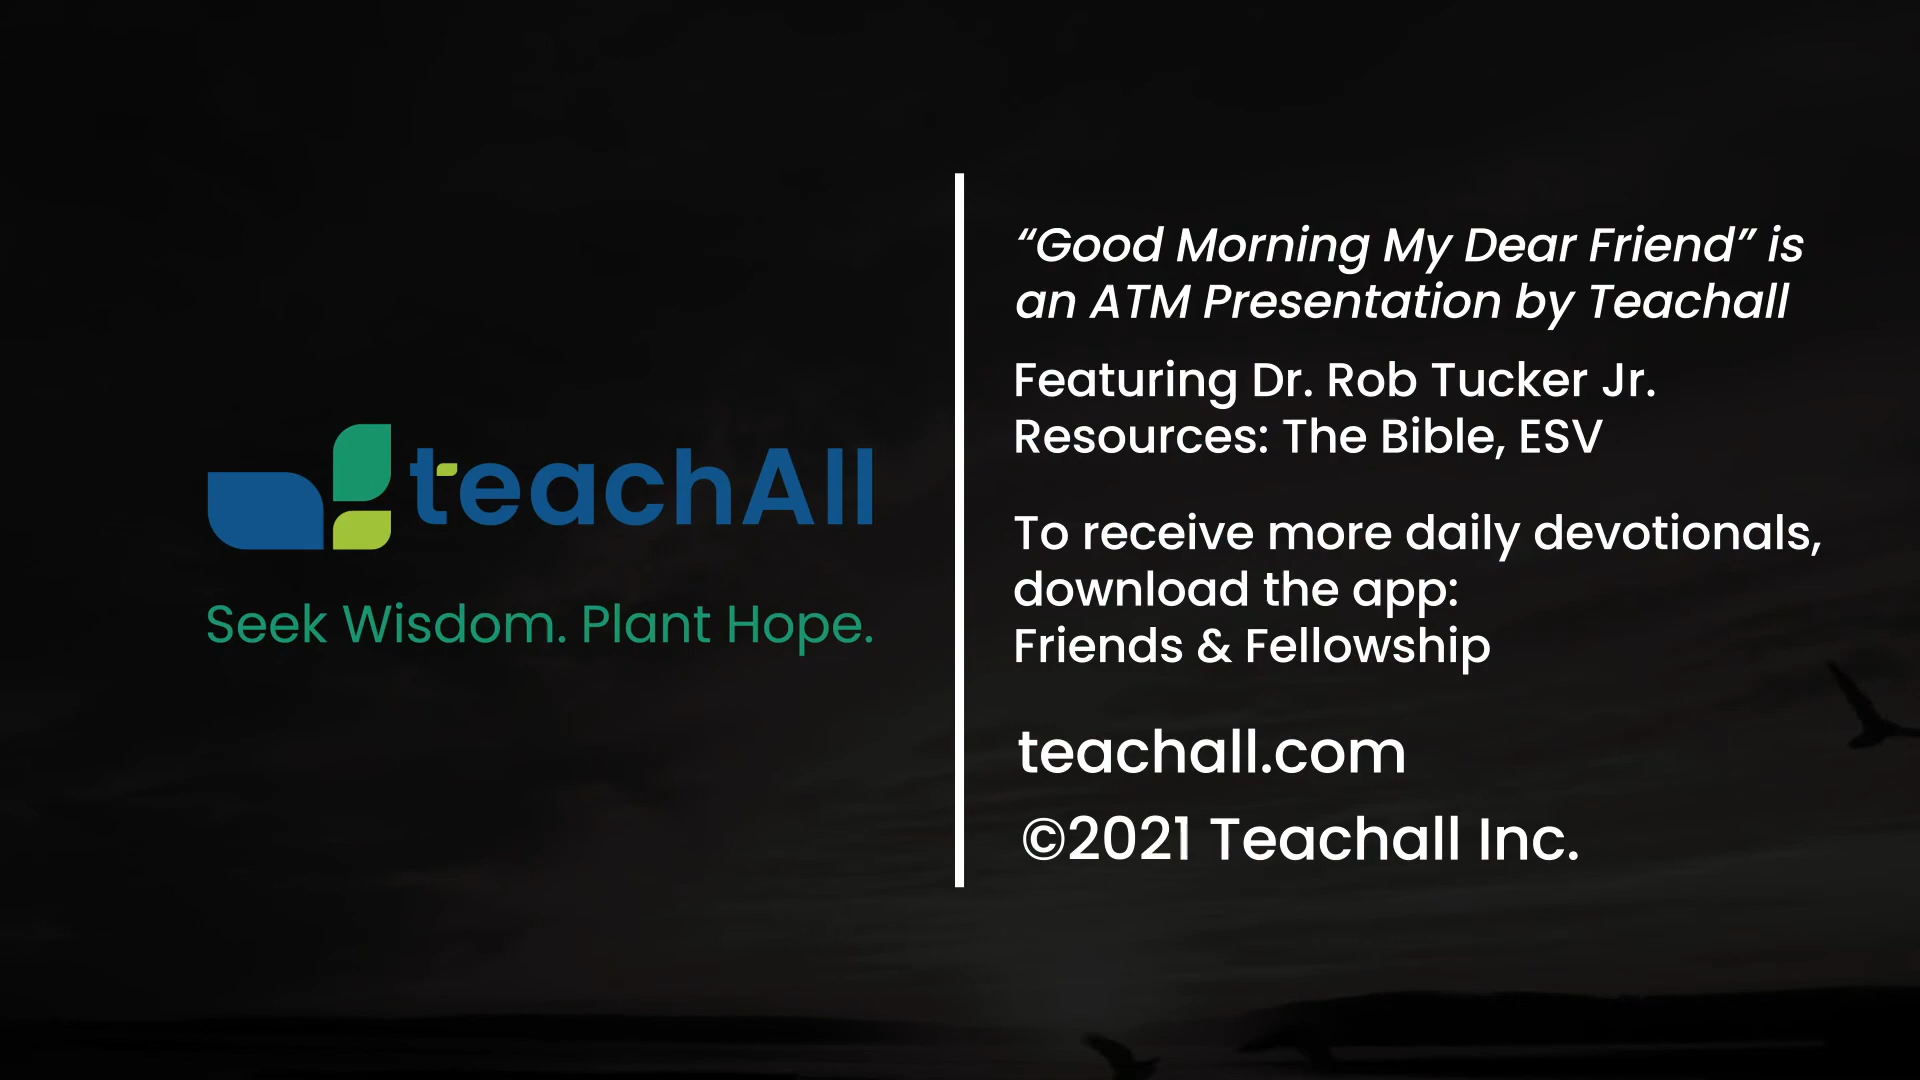 teachAll
Seek Wisdom. Plant Hope.
“Good Morning My Dear Friend” is
an ATM Presentation by Teachall
Featuring Dr. Rob Tucker Jr.
Resources: The Bible, ESV
To receive more daily devotionals,
download the app:
Friends & Fellowship
teachall.com
©2021 Teachall Inc.